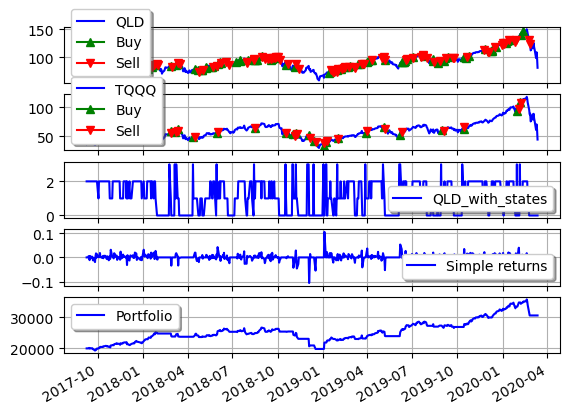 QLD
Buy
Sell
150
100
TQQQ
Buy
Sell
100
50
QLD_with_states
2
0
Simple returns
0.1
0.0
−0.1
Portfolio
30000
20000
2017-10
2018-01
2018-04
2018-07
2018-10
2019-01
2019-04
2019-07
2019-10
2020-01
2020-04